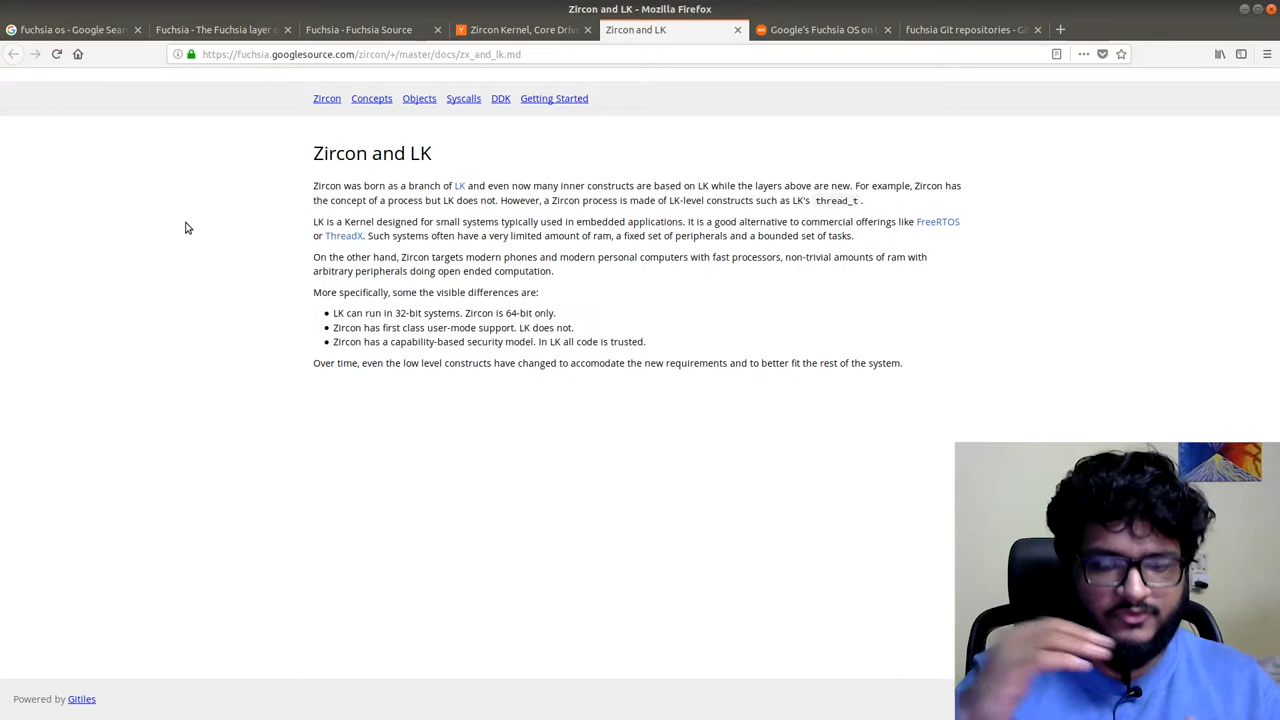 Zircon and LK - Mozilla Firefox
fuchsia os - Google Sear
Fuchsia - The Fuchsia layer c
Fuchsia - Fuchsia Source
Zircon Kernel, Core Drive
Zircon and LK
Google's Fuchsia OS on
fuchsia Git repositories - Gi
https://fuchsia.googlesource.com/zircon/+/master/docs/zx_and_lk.md
Zircon Concepts Objects Syscalls DDK Getting Started
Zircon and LK
Zircon was born as a branch of LK and even now many inner constructs are based on LK while the layers above are new. For example, Zircon has
the concept of a process but LK does not. However, a Zircon process is made of LK-level constructs such as LK's thread_t.
LK is a Kernel designed for small systems typically used in embedded applications. It is a good alternative to commercial offerings like FreeRTOS
or ThreadX. Such systems often have a very limited amount of ram, a fixed set of peripherals and a bounded set of tasks.
On the other hand, Zircon targets modern phones and modern personal computers with fast processors, non-trivial amounts of ram with
arbitrary peripherals doing open ended computation.
More specifically, some the visible differences are:
• LK can run in 32-bit systems. Zircon is 64-bit only.
• Zircon has first class user-mode support. LK does not.
• Zircon has a capability-based security model. In LK all code is trusted.
Over time, even the low level constructs have changed to accomodate the new requirements and to better fit the rest of the system.
Powered by Gitiles